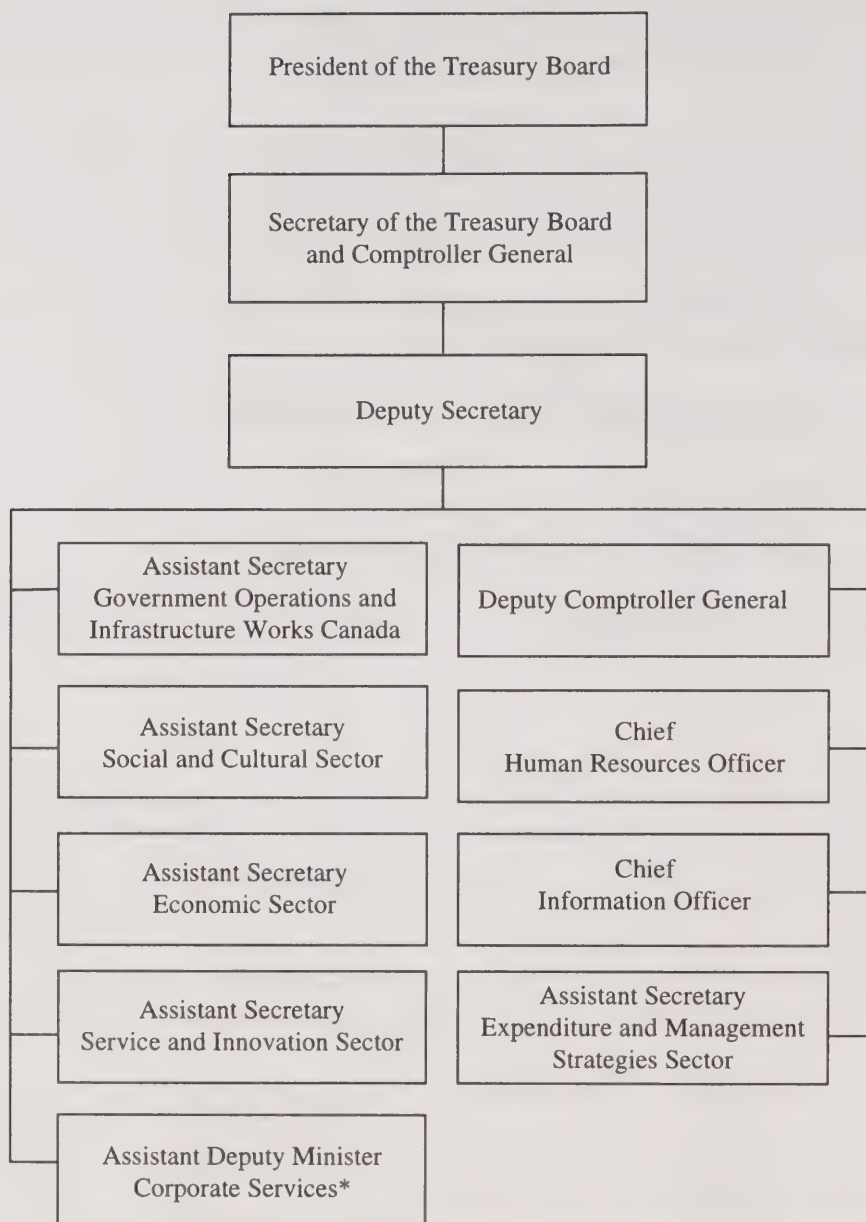 President of the Treasury Board
Secretary of the Treasury Board
and Comptroller General
Deputy Secretary
Assistant Secretary
Government Operations and
Infrastructure Works Canada
Deputy Comptroller General
Assistant Secretary
Social and Cultural Sector
Chief
Human Resources Officer
Assistant Secretary
Economic Sector
Chief
Information Officer
Assistant Secretary
Service and Innovation Sector
Assistant Secretary
Expenditure and Management
Strategies Sector
Assistant Deputy Minister
Corporate Services*